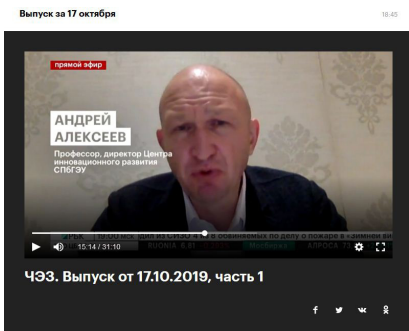 Выпуск за 17 октября
18:45
прямой эфир
АНДРЕЙ
АЛЕКСЕЕВ
Профессор, директор Центра
инновационного развития
СПбГЭУ
15:14 / 31:10
ЧЭЗ. Выпуск от 17.10.2019, часть 1